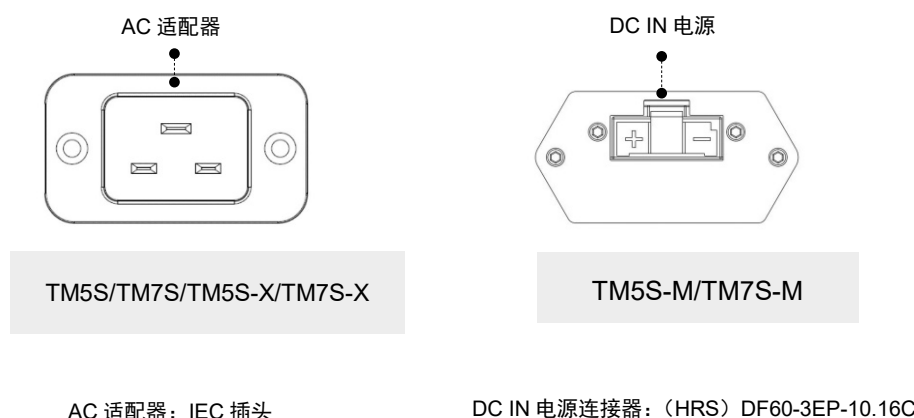 AC 适配器
DC IN 电源
TM5S/TM7S/TM5S-X/TM7S-X
TM5S-M/TM7S-M
AC 适配器：IEC 插头
DC IN 电源连接器：（HRS）DF60-3EP-10.16C